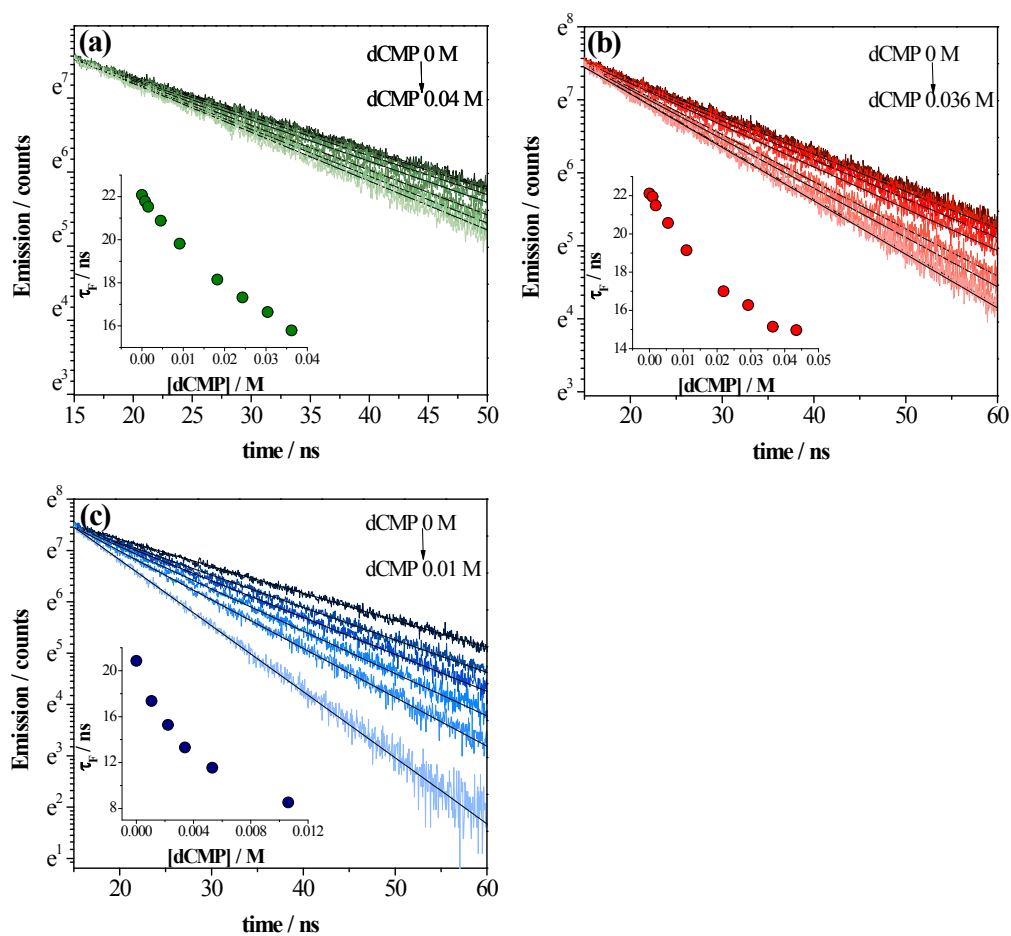 (a)
dCMP 0 M
dCMP 0.04 M
Emission / counts
e⁷
e⁶
e⁵
e⁴
e³
τF / ns
22
20
18
16
0.00 0.01 0.02 0.03 0.04
[dCMP] / M
15 20 25 30 35 40 45 50
time / ns
(b)
dCMP 0 M
dCMP 0.036 M
Emission / counts
e⁸
e⁷
e⁶
e⁵
e⁴
e³
τF / ns
22
20
18
16
14
0.00 0.01 0.02 0.03 0.04 0.05
[dCMP] / M
20 30 40 50 60
time / ns
(c)
dCMP 0 M
dCMP 0.01 M
Emission / counts
e⁸
e⁷
e⁶
e⁵
e⁴
e³
e²
e¹
τF / ns
20
16
12
8
0.000 0.004 0.008 0.012
[dCMP] / M
20 30 40 50 60
time / ns